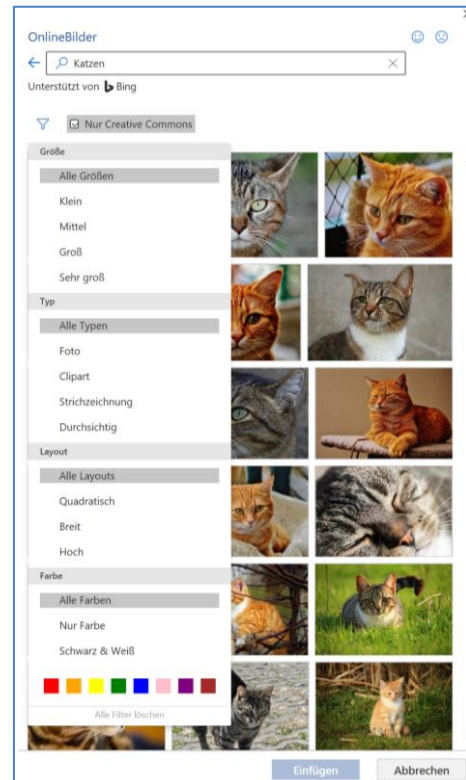 OnlineBilder
Katzen
Unterstützt von Bing
Nur Creative Commons
Größe
Alle Größen
Klein
Mittel
Groß
Sehr groß
Typ
Alle Typen
Foto
Clipart
Strichzeichnung
Durchsichtig
Layout
Alle Layouts
Quadratisch
Breit
Hoch
Farbe
Alle Farben
Nur Farbe
Schwarz & Weiß
Alle Filter löschen
Einfügen Abbrechen